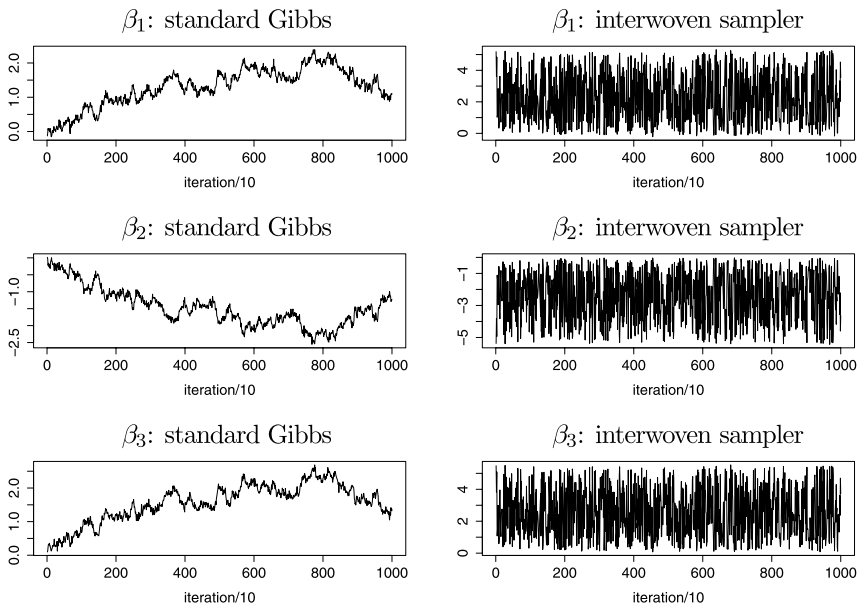 β₁: standard Gibbs
2.0
1.0
0.0
0 200 400 600 800 1000
iteration/10
β₁: interwoven sampler
4
2
0
0 200 400 600 800 1000
iteration/10
β₂: standard Gibbs
−1.0
−2.5
0 200 400 600 800 1000
iteration/10
β₂: interwoven sampler
−1
−3
−5
0 200 400 600 800 1000
iteration/10
β₃: standard Gibbs
2.0
1.0
0.0
0 200 400 600 800 1000
iteration/10
β₃: interwoven sampler
4
2
0
0 200 400 600 800 1000
iteration/10